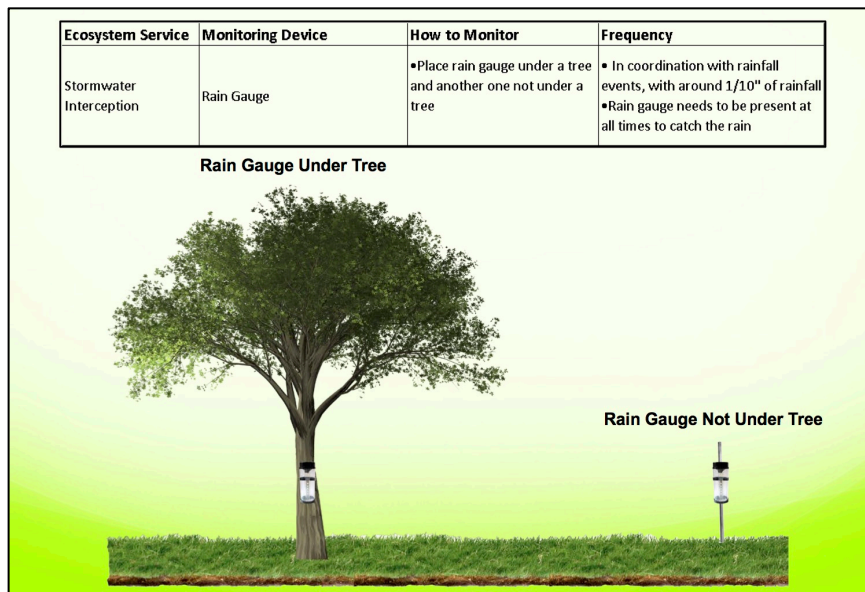 Ecosystem Service Monitoring Device How to Monitor Frequency
Stormwater
Interception
Rain Gauge
•Place rain gauge under a tree
and another one not under a
tree
• In coordination with rainfall
events, with around 1/10" of rainfall
•Rain gauge needs to be present at
all times to catch the rain
Rain Gauge Under Tree
Rain Gauge Not Under Tree